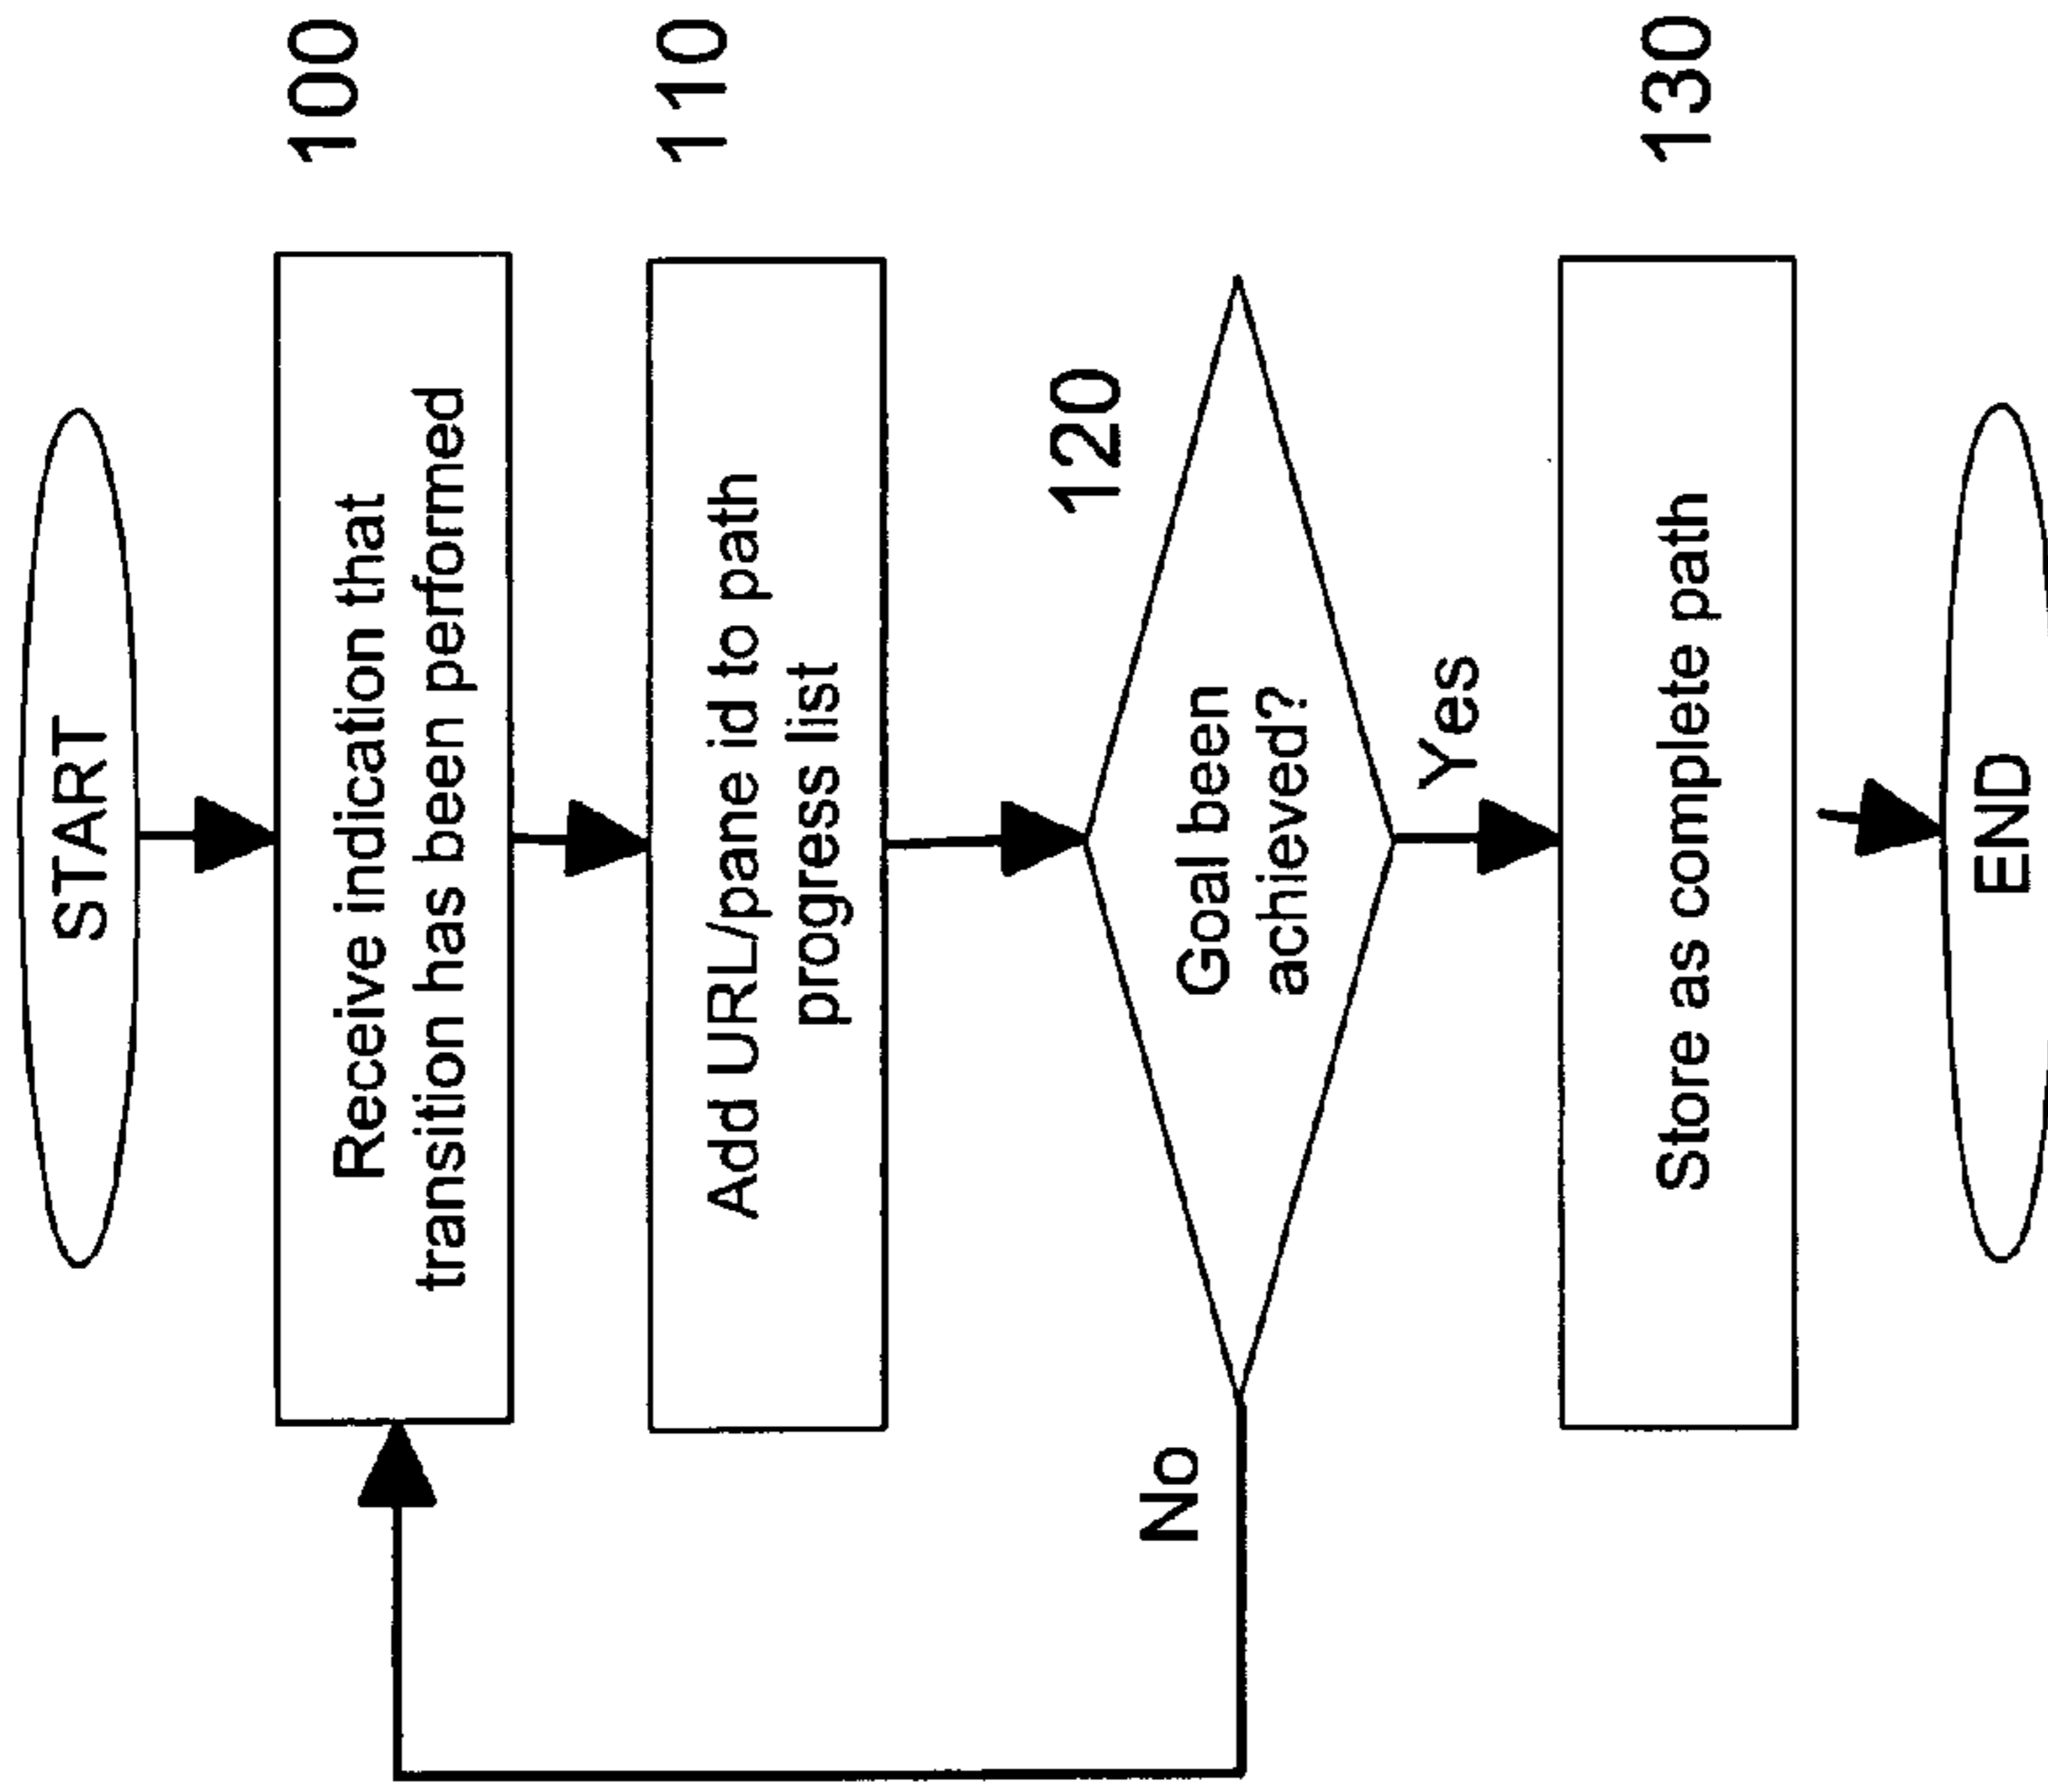 START
100
Receive indication that
transition has been performed
110
Add URL/pame id to path
progress list
120
Goal been
achieved?
No
Yes
130
Store as complete path
END